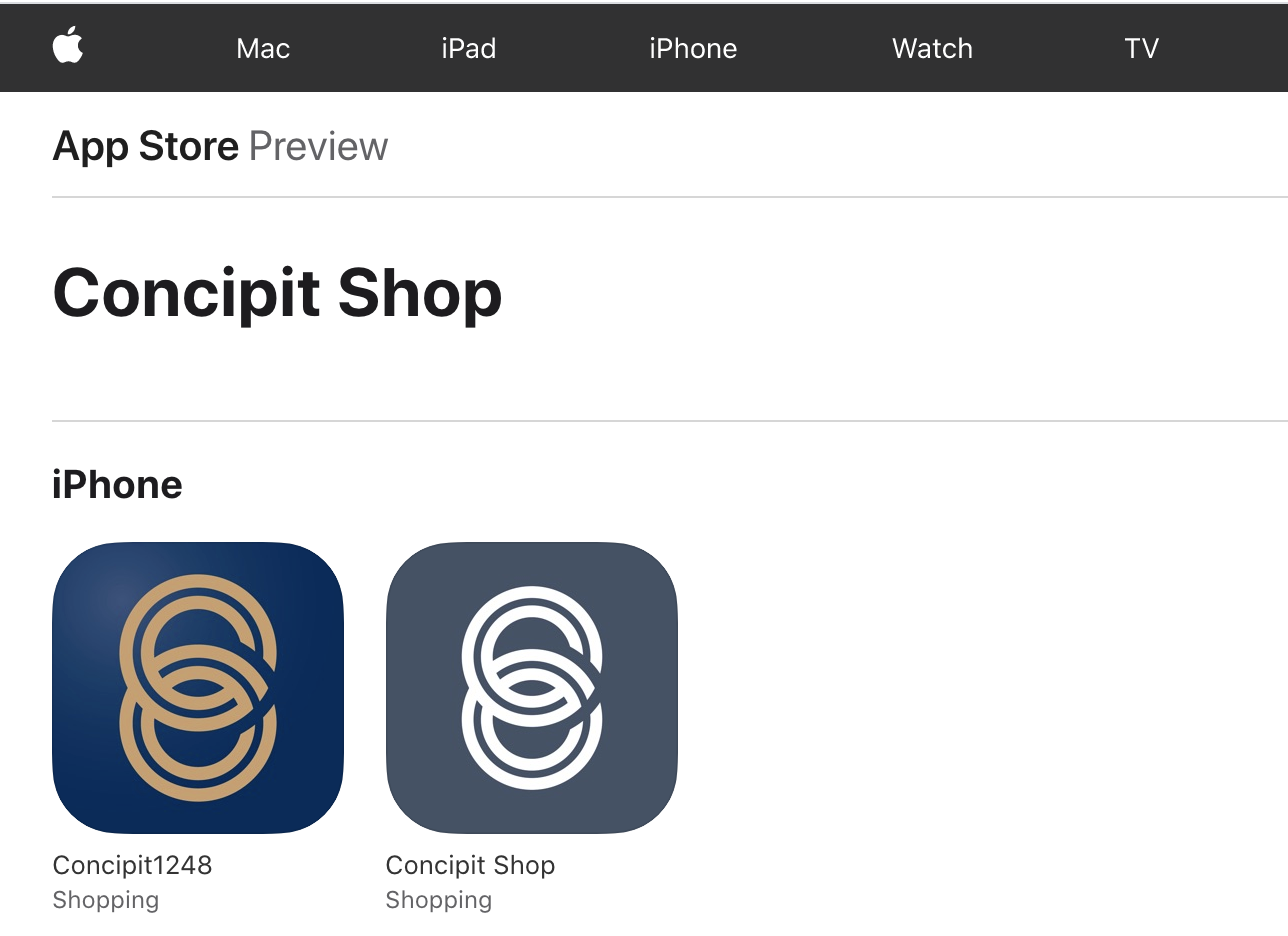 Mac iPad iPhone Watch TV
App Store Preview
Concipit Shop
iPhone
Concipit1248 Concipit Shop
Shopping Shopping